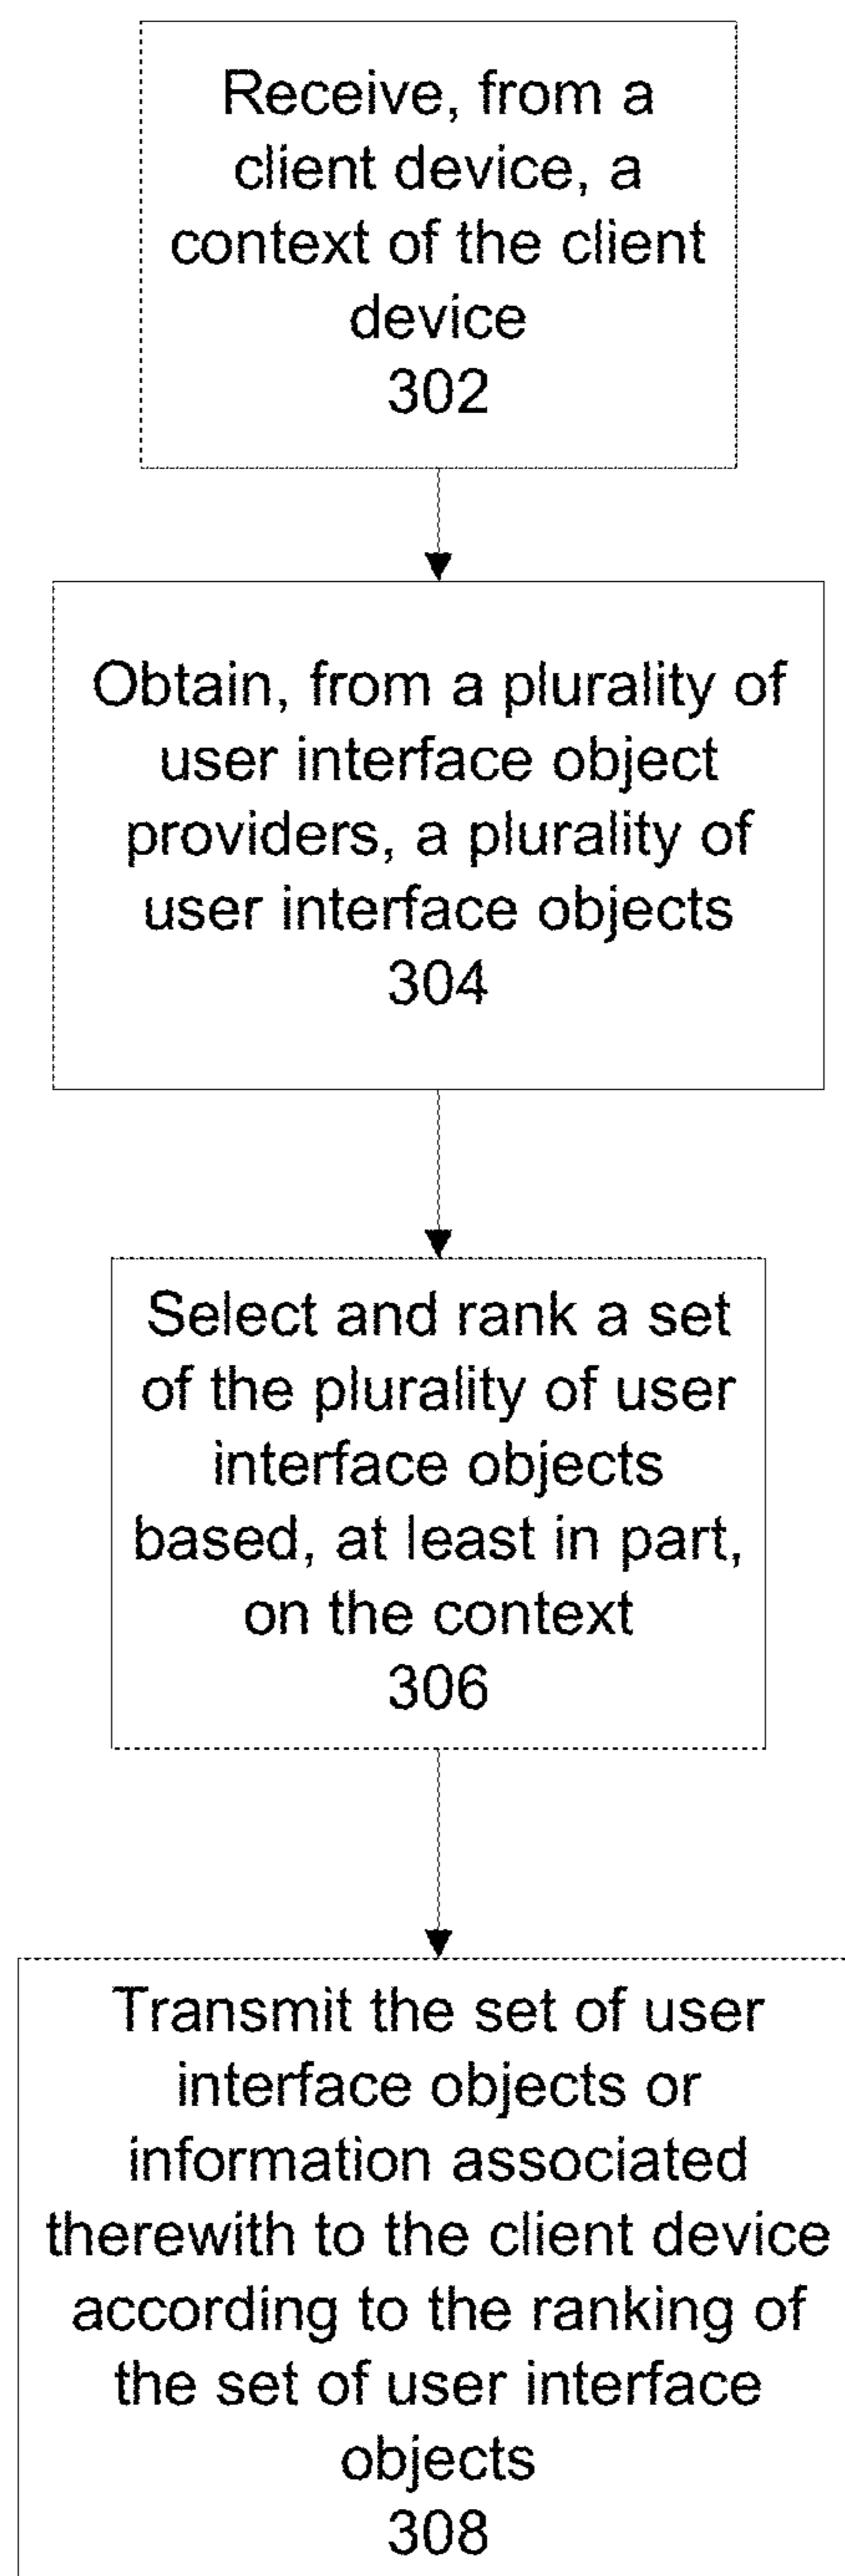 Receive, from a
client device, a
context of the client
device
302
Obtain, from a plurality of
user interface object
providers, a plurality of
user interface objects
304
Select and rank a set
of the plurality of user
interface objects
based, at least in part,
on the context
306
Transmit the set of user
interface objects or
information associated
therewith to the client device
according to the ranking of
the set of user interface
objects
308